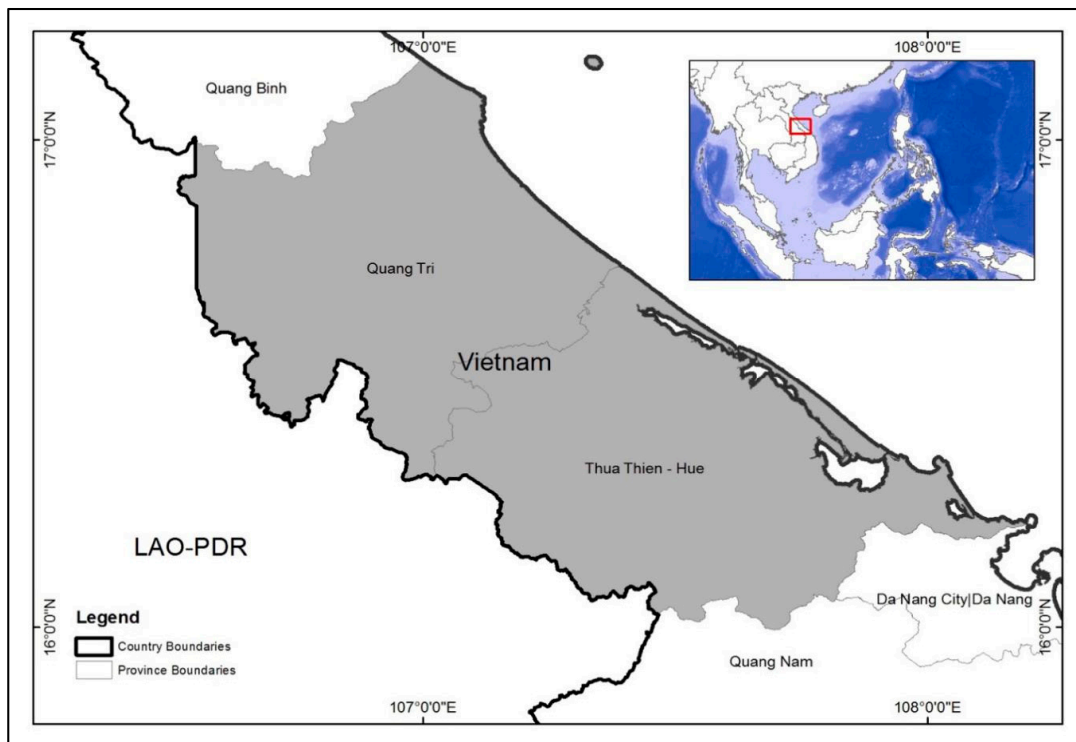 107°0'0"E
108°0'0"E
Quang Binh
17°0'0"N
17°0'0"N
Quang Tri
Vietnam
Thua Thien - Hue
LAO-PDR
Da Nang City|Da Nang
16°0'0"N
16°0'0"N
Legend
Country Boundaries
Province Boundaries
Quang Nam
107°0'0"E
108°0'0"E